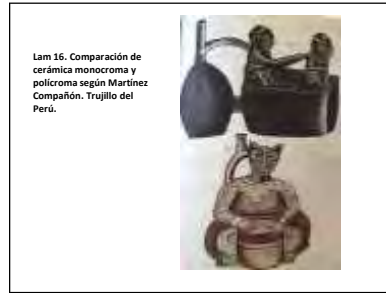 Lam 16. Comparación de
cerámica monocroma y
polícroma según Martínez
Compañón. Trujillo del
Perú.